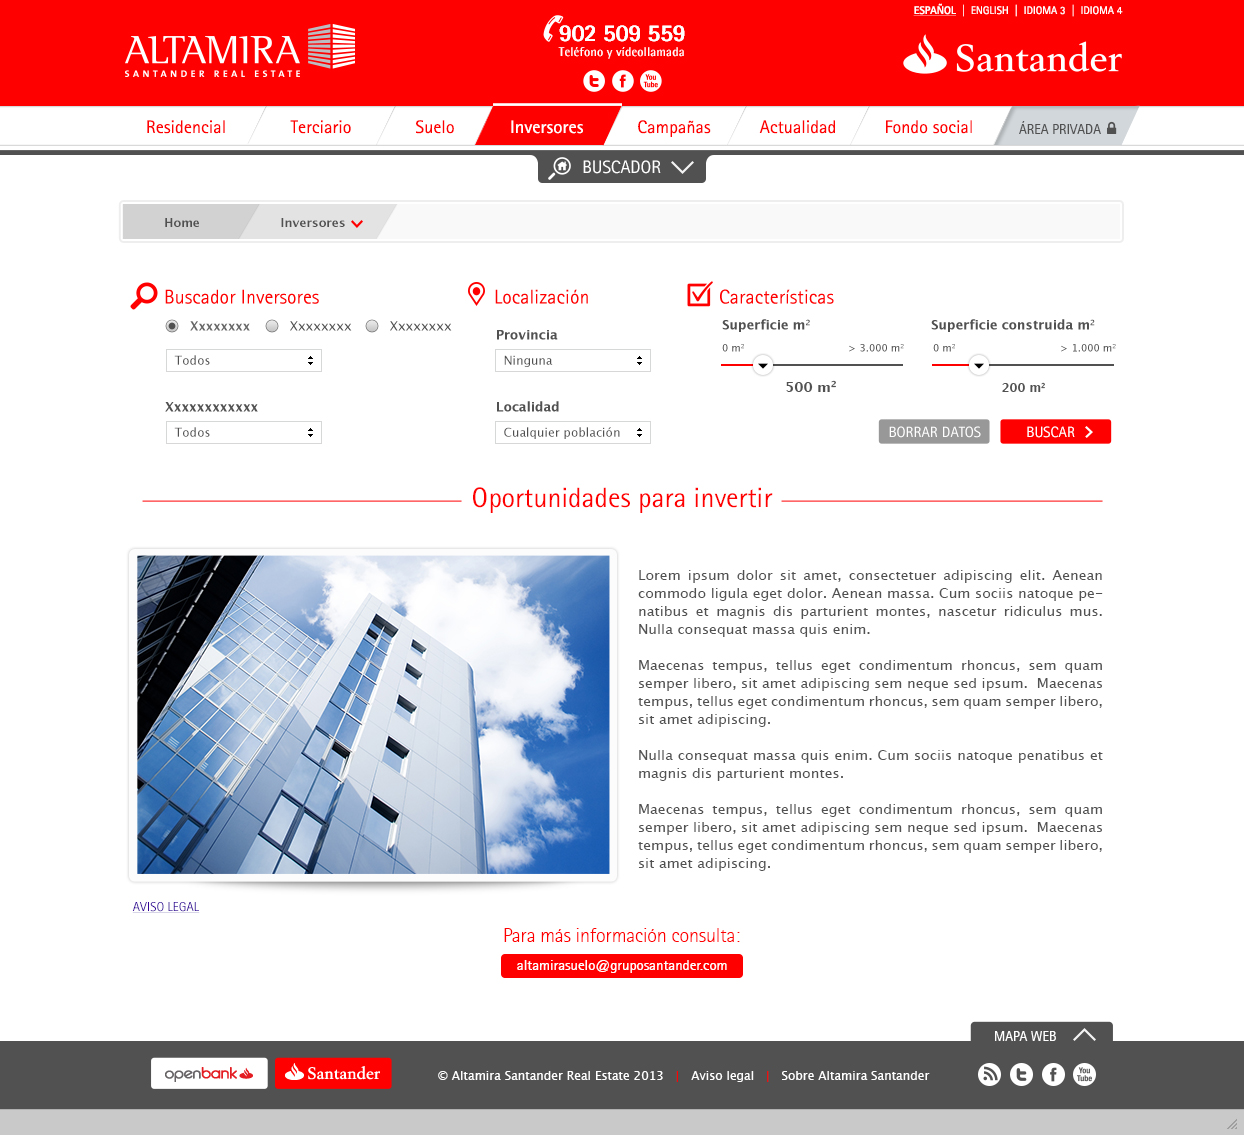 ESPAÑOL | ENGLISH | IDIOMA 3 | IDIOMA 4
ALTAMIRA
SANTANDER REAL ESTATE
902 509 559
Teléfono y vídeollamada
You
Tube
Santander
Residencial
Terciario
Suelo
Inversores
Campañas
Actualidad
Fondo social
ÁREA PRIVADA
BUSCADOR
Home
Inversores
Buscador Inversores
Xxxxxxxx Xxxxxxxx Xxxxxxxx
Todos
Xxxxxxxxxxxx
Todos
Localización
Provincia
Ninguna
Localidad
Cualquier población
Características
Superficie m²
0 m² > 3.000 m²
500 m²
Superficie construida m²
0 m² > 1.000 m²
200 m²
BORRAR DATOS
BUSCAR
Oportunidades para invertir
Lorem ipsum dolor sit amet, consectetuer adipiscing elit. Aenean
commodo ligula eget dolor. Aenean massa. Cum sociis natoque pe-
natibus et magnis dis parturient montes, nascetur ridiculus mus.
Nulla consequat massa quis enim.
Maecenas tempus, tellus eget condimentum rhoncus, sem quam
semper libero, sit amet adipiscing sem neque sed ipsum. Maecenas
tempus, tellus eget condimentum rhoncus, sem quam semper libero,
sit amet adipiscing.
Nulla consequat massa quis enim. Cum sociis natoque penatibus et
magnis dis parturient montes.
Maecenas tempus, tellus eget condimentum rhoncus, sem quam
semper libero, sit amet adipiscing sem neque sed ipsum. Maecenas
tempus, tellus eget condimentum rhoncus, sem quam semper libero,
sit amet adipiscing.
AVISO LEGAL
Para más información consulta:
altamirasuelo@gruposantander.com
MAPA WEB
openbank
Santander
© Altamira Santander Real Estate 2013 | Aviso legal | Sobre Altamira Santander
You
Tube